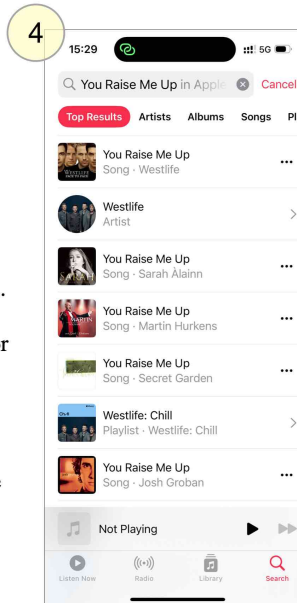 4
15:29
5G
You Raise Me Up in Apple
Cancel
Top Results Artists Albums Songs Pl
You Raise Me Up
Song · Westlife
Westlife
Artist
You Raise Me Up
Song · Sarah Àlainn
You Raise Me Up
Song · Martin Hurkens
You Raise Me Up
Song · Secret Garden
Westlife: Chill
Playlist · Westlife: Chill
You Raise Me Up
Song · Josh Groban
Not Playing
Listen Now Radio Library Search